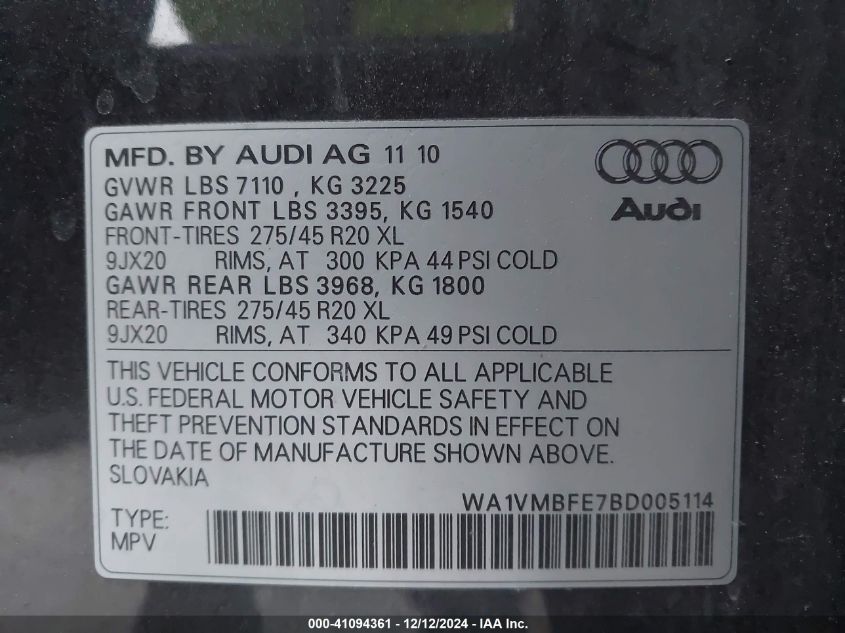 MFD. BY AUDI AG 11 10
GVWR LBS 7110 , KG 3225
GAWR FRONT LBS 3395, KG 1540
FRONT-TIRES 275/45 R20 XL
9JX20 RIMS, AT 300 KPA 44 PSI COLD
GAWR REAR LBS 3968, KG 1800
REAR-TIRES 275/45 R20 XL
9JX20 RIMS, AT 340 KPA 49 PSI COLD
Audi
THIS VEHICLE CONFORMS TO ALL APPLICABLE
U.S. FEDERAL MOTOR VEHICLE SAFETY AND
THEFT PREVENTION STANDARDS IN EFFECT ON
THE DATE OF MANUFACTURE SHOWN ABOVE.
SLOVAKIA
WA1VMBFE7BD005114
TYPE:
MPV
000-41094361 - 12/12/2024 - IAA Inc.